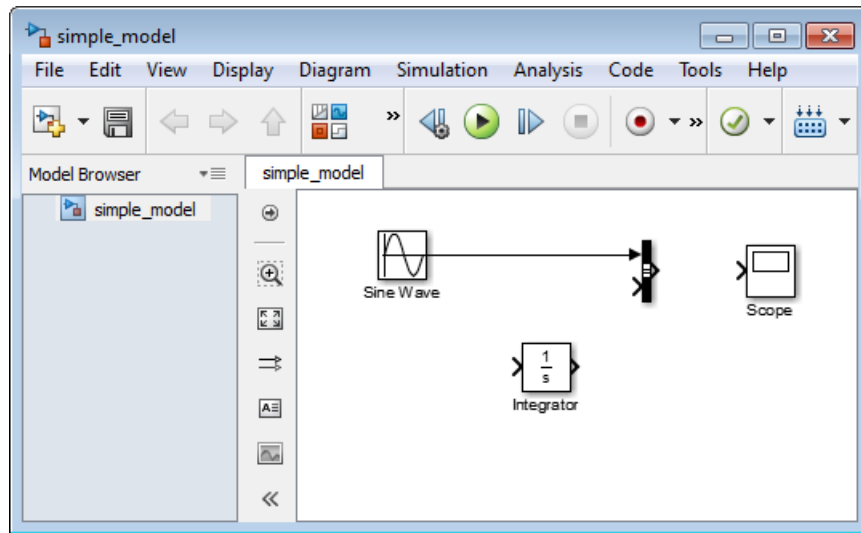 simple_model
File Edit View Display Diagram Simulation Analysis Code Tools Help
Model Browser
simple_model
simple_model
Sine Wave
Scope
1
s
Integrator